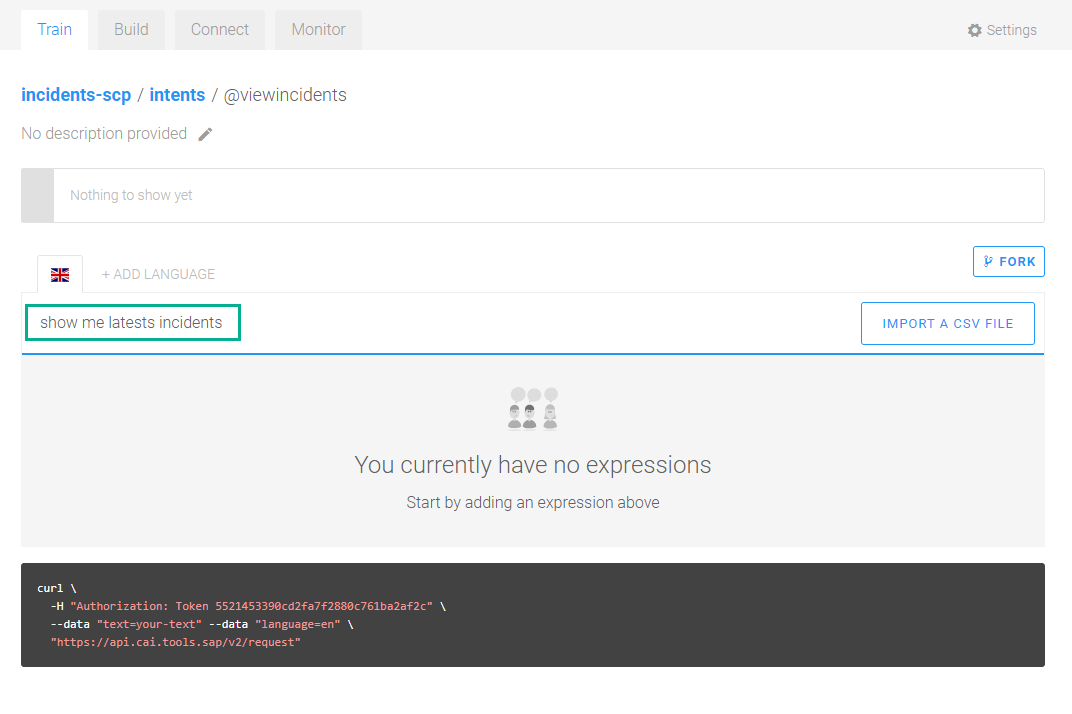 Train Build Connect Monitor Settings
incidents-scp / intents / @viewincidents
No description provided
Nothing to show yet
+ ADD LANGUAGE FORK
show me latests incidents IMPORT A CSV FILE
You currently have no expressions
Start by adding an expression above
curl \
-H "Authorization: Token 5521453390cd2fa7f2880c761ba2af2c" \
--data "text=your-text" --data "language=en" \
"https://api.cai.tools.sap/v2/request"